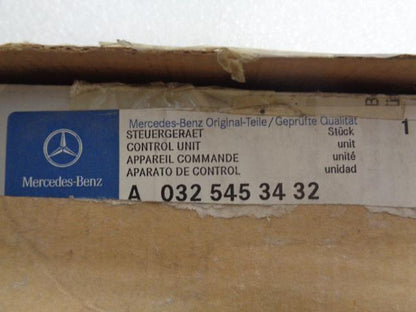 Mercedes-Benz Original-Teile/Geprüfte Qualität
STEUERGERAET Stück 1
CONTROL UNIT unit
APPAREIL COMMANDE unité
APARATO DE CONTROL unidad
Mercedes-Benz
A 032 545 34 32